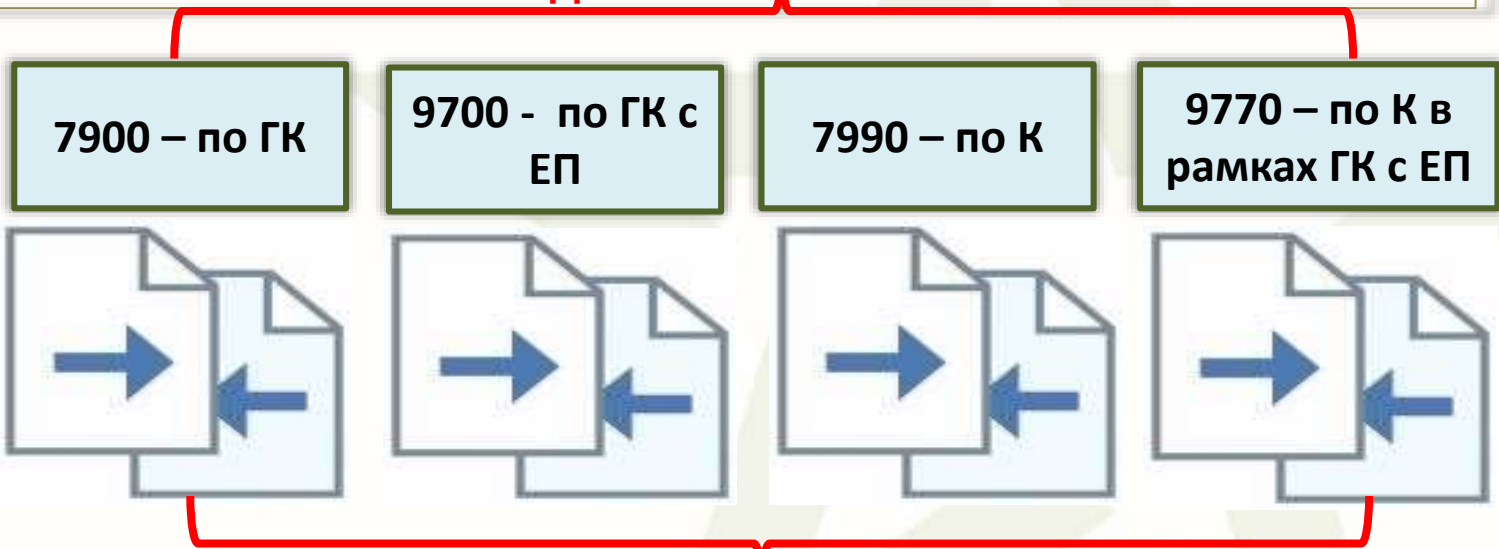 7900 – по ГК
9700 - по ГК с
ЕП
7990 – по К
9770 – по К в
рамках ГК с ЕП